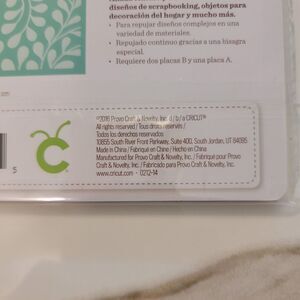 diseños de scrapbooking, objetos para
decoración del hogar y mucho más.
• Para repujar diseños complejos en una
variedad de materiales.
• Repujado continuo gracias a una bisagra
especial.
• Requiere dos placas B y una placa A.
©2016 Provo Craft & Novelty, Inc. d / b / a CRICUT®
All rights reserved / Tous droits réservés /
Todos los derechos reservados
10855 South River Front Parkway, Suite 400, South Jordan, UT 84095
Made in China / Fabriqué en Chine / Hecho en China
Manufactured for Provo Craft & Novelty, Inc. / Fabriqué pour Provo
Craft & Novelty, Inc. / Fabricado para Provo Craft & Novelty, Inc.
www.cricut.com · 0212-14
5
C